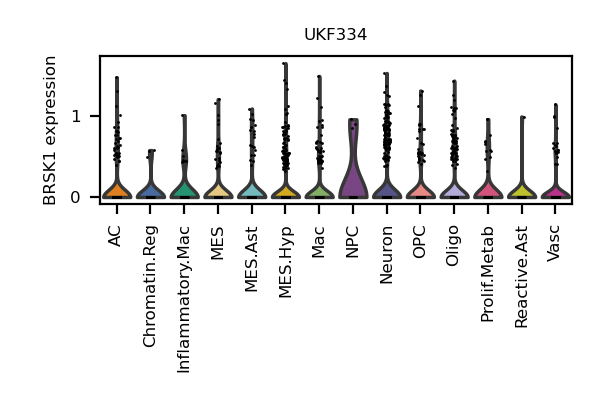 UKF334
BRSK1 expression
1
0
AC
Chromatin.Reg
Inflammatory.Mac
MES
MES.Ast
MES.Hyp
Mac
NPC
Neuron
OPC
Oligo
Prolif.Metab
Reactive.Ast
Vasc